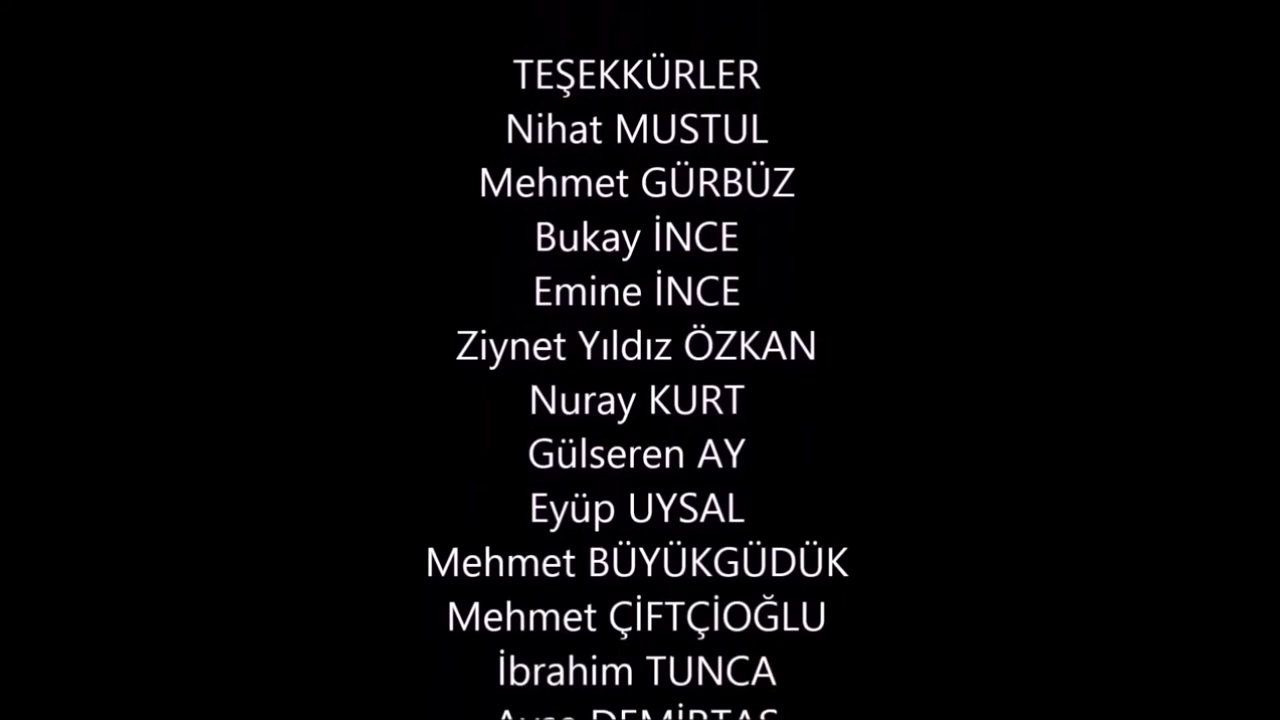 TEŞEKKÜRLER
Nihat MUSTUL
Mehmet GÜRBÜZ
Bukay İNCE
Emine İNCE
Ziynet Yıldız ÖZKAN
Nuray KURT
Gülseren AY
Eyüp UYSAL
Mehmet BÜYÜKGÜDÜK
Mehmet ÇİFTÇİOĞLU
İbrahim TUNCA